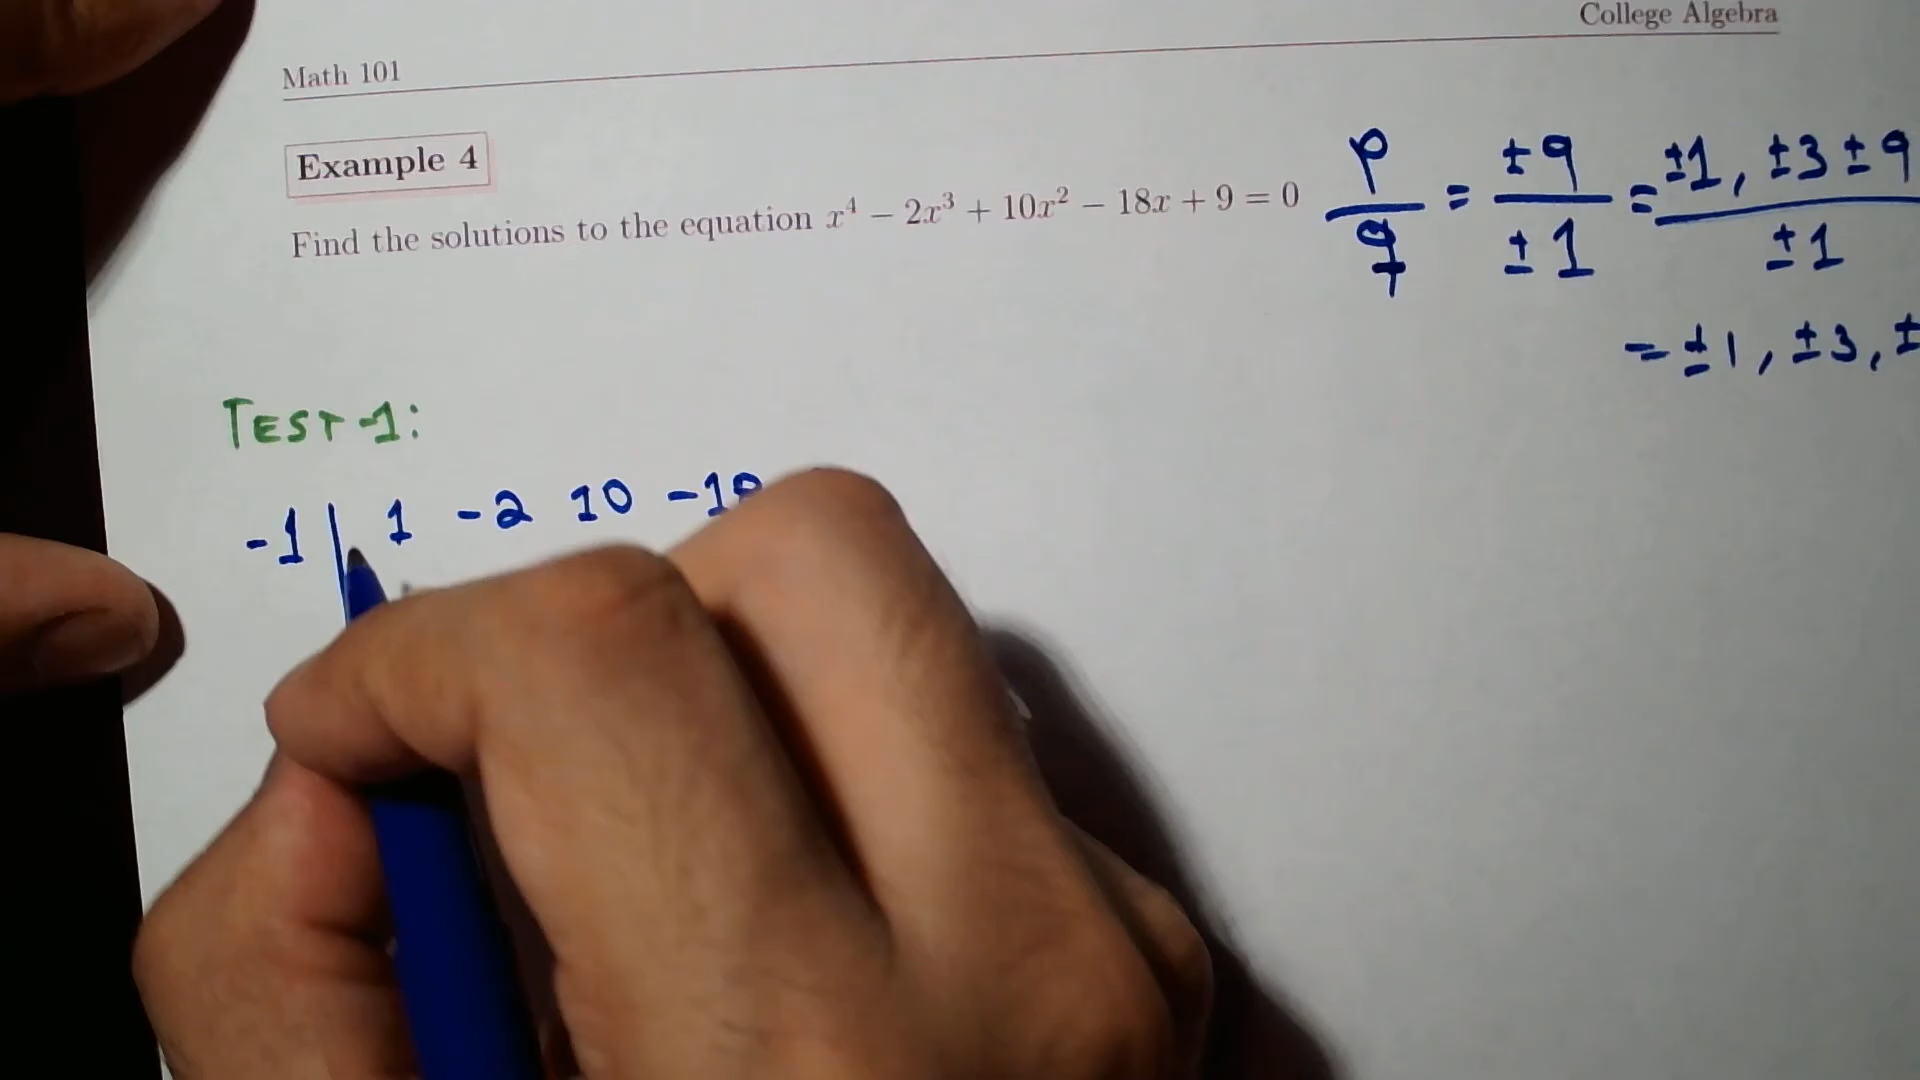 College Algebra
Math 101
Example 4
Find the solutions to the equation x⁴ − 2x³ + 10x² − 18x + 9 = 0
p/q = ±9/±1 = ±1, ±3 ±9/±1
= ±1, ±3, ±
TEST -1:
-1 | 1 -2 10 -18